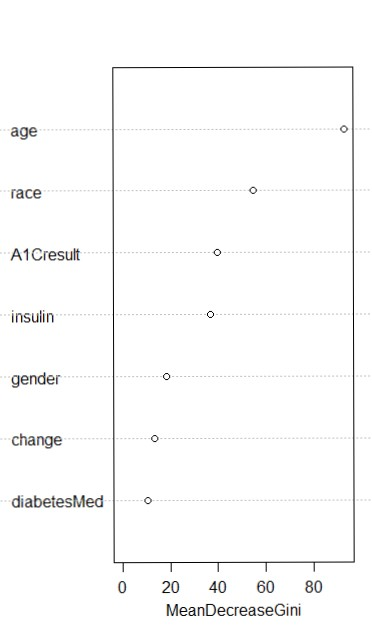 age
race
A1Cresult
insulin
gender
change
diabetesMed
0 20 40 60 80
MeanDecreaseGini